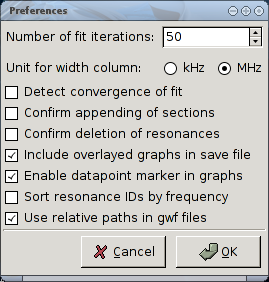 Preferences
Number of fit iterations: 50
Unit for width column: kHz MHz
Detect convergence of fit
Confirm appending of sections
Confirm deletion of resonances
Include overlayed graphs in save file
Enable datapoint marker in graphs
Sort resonance IDs by frequency
Use relative paths in gwf files
Cancel OK